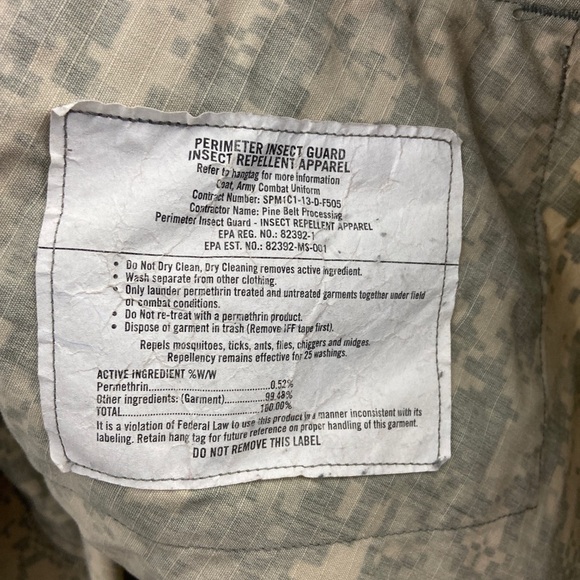 PERIMETER INSECT GUARD
INSECT REPELLENT APPAREL
Refer to hangtag for more information
Coat, Army Combat Uniform
Contract Number: SPM1C1-13-D-F505
Contractor Name: Pine Belt Processing
Perimeter Insect Guard - INSECT REPELLENT APPAREL
EPA REG. NO.: 82392-1
EPA EST. NO.: 82392-MS-001
• Do Not Dry Clean, Dry Cleaning removes active ingredient.
• Wash separate from other clothing.
• Only launder permethrin treated and untreated garments together under field
or combat conditions.
• Do Not re-treat with a permethrin product.
• Dispose of garment in trash (Remove IFF tape first).
Repels mosquitoes, ticks, ants, flies, chiggers and midges.
Repellency remains effective for 25 washings.
ACTIVE INGREDIENT %W/W
Permethrin..............................0.52%
Other ingredients: (Garment)...........99.48%
TOTAL...................................100.00%
It is a violation of Federal Law to use this product in a manner inconsistent with its
labeling. Retain hang tag for future reference on proper handling of this garment.
DO NOT REMOVE THIS LABEL